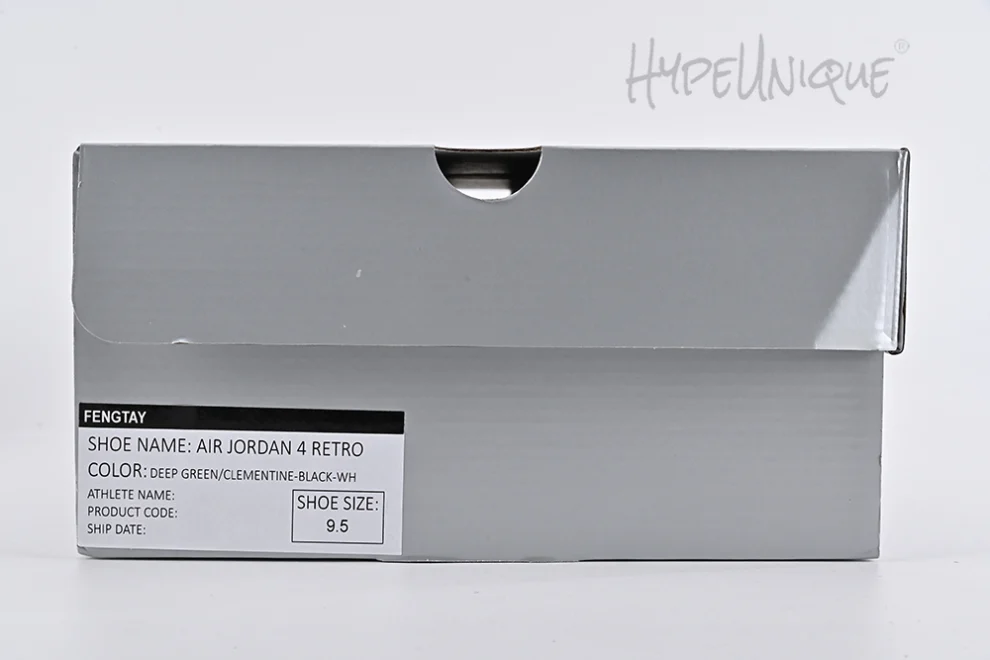 HYPEUNIQUE®
FENGTAY
SHOE NAME: AIR JORDAN 4 RETRO
COLOR: DEEP GREEN/CLEMENTINE-BLACK-WH
ATHLETE NAME:
PRODUCT CODE:
SHIP DATE:
SHOE SIZE:
9.5